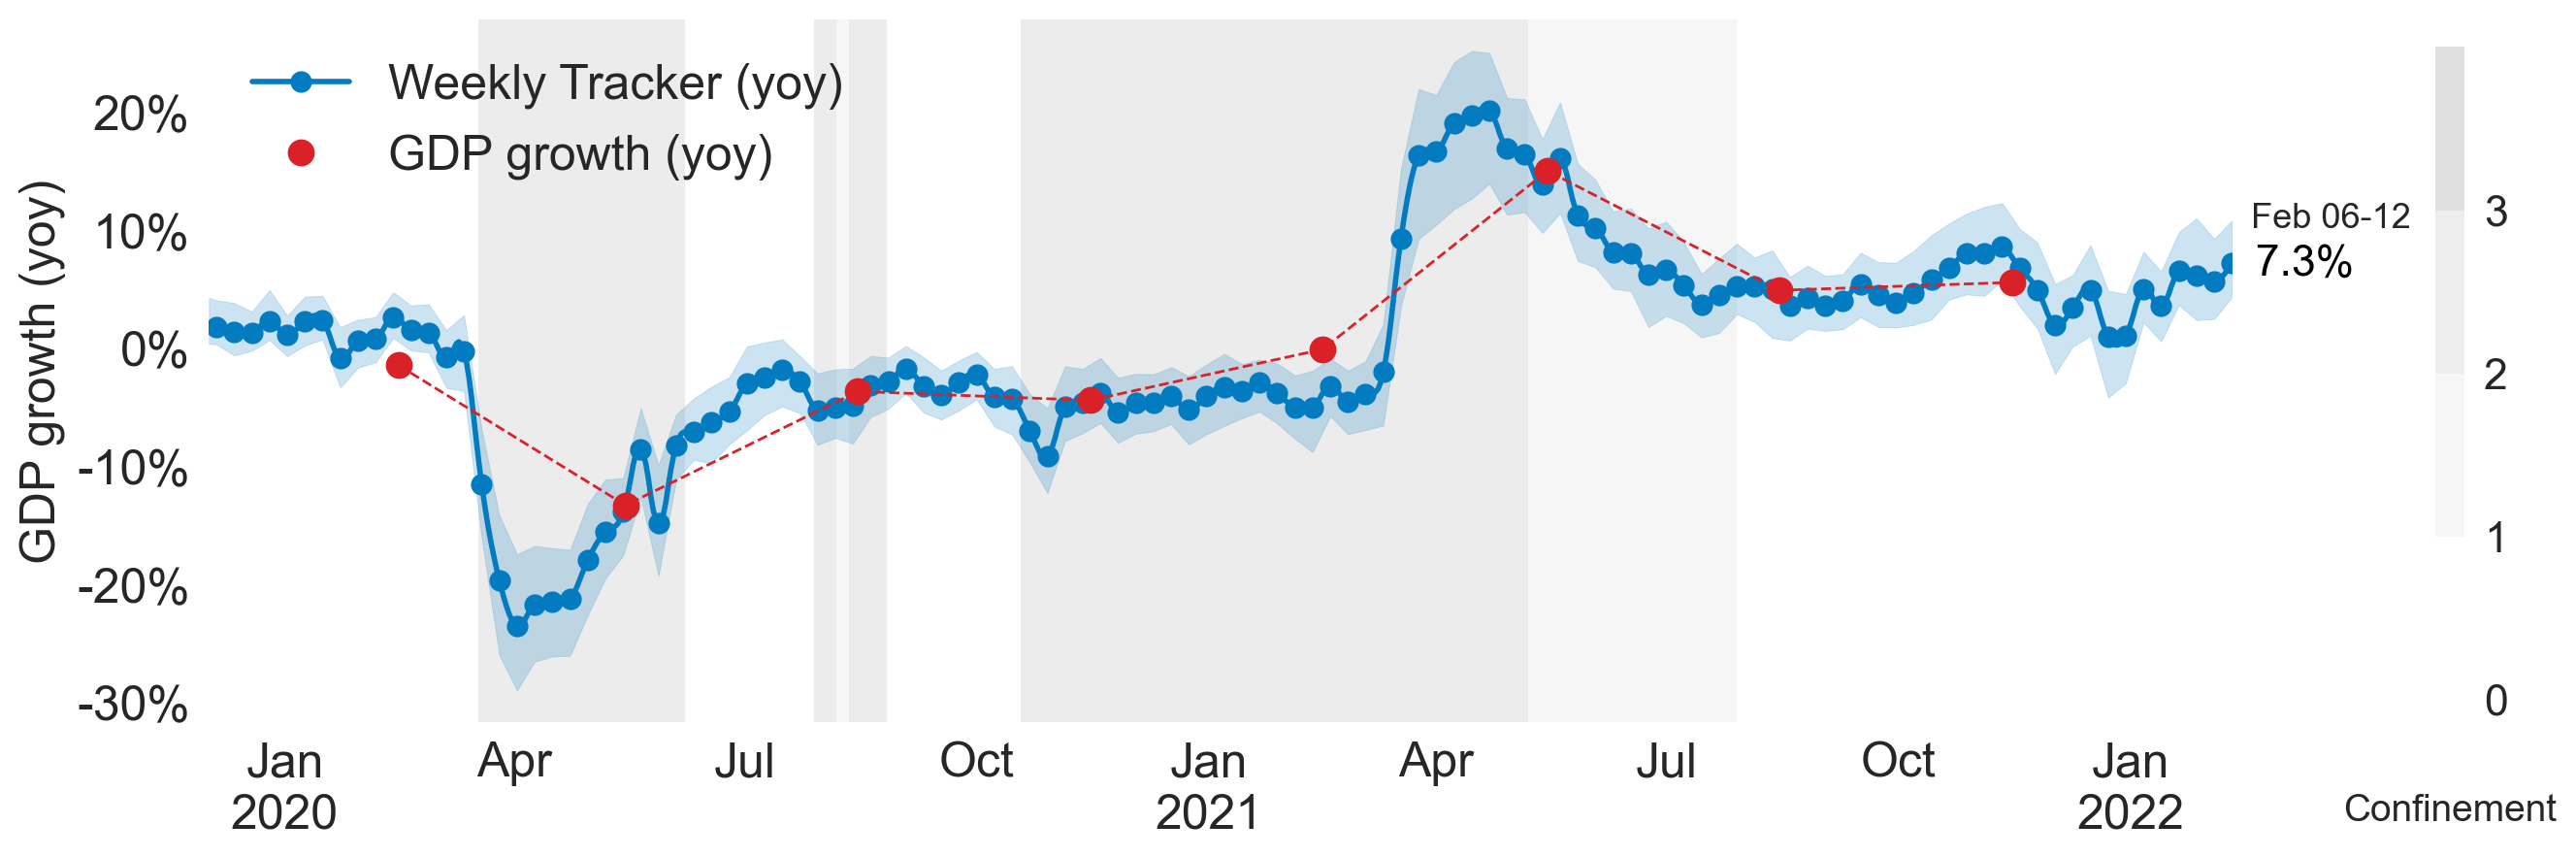 Weekly Tracker (yoy)
GDP growth (yoy)
GDP growth (yoy)
20%
10%
0%
-10%
-20%
-30%
Feb 06-12
7.3%
3
2
1
0
Jan Apr Jul Oct Jan Apr Jul Oct Jan
2020 2021 2022
Confinement